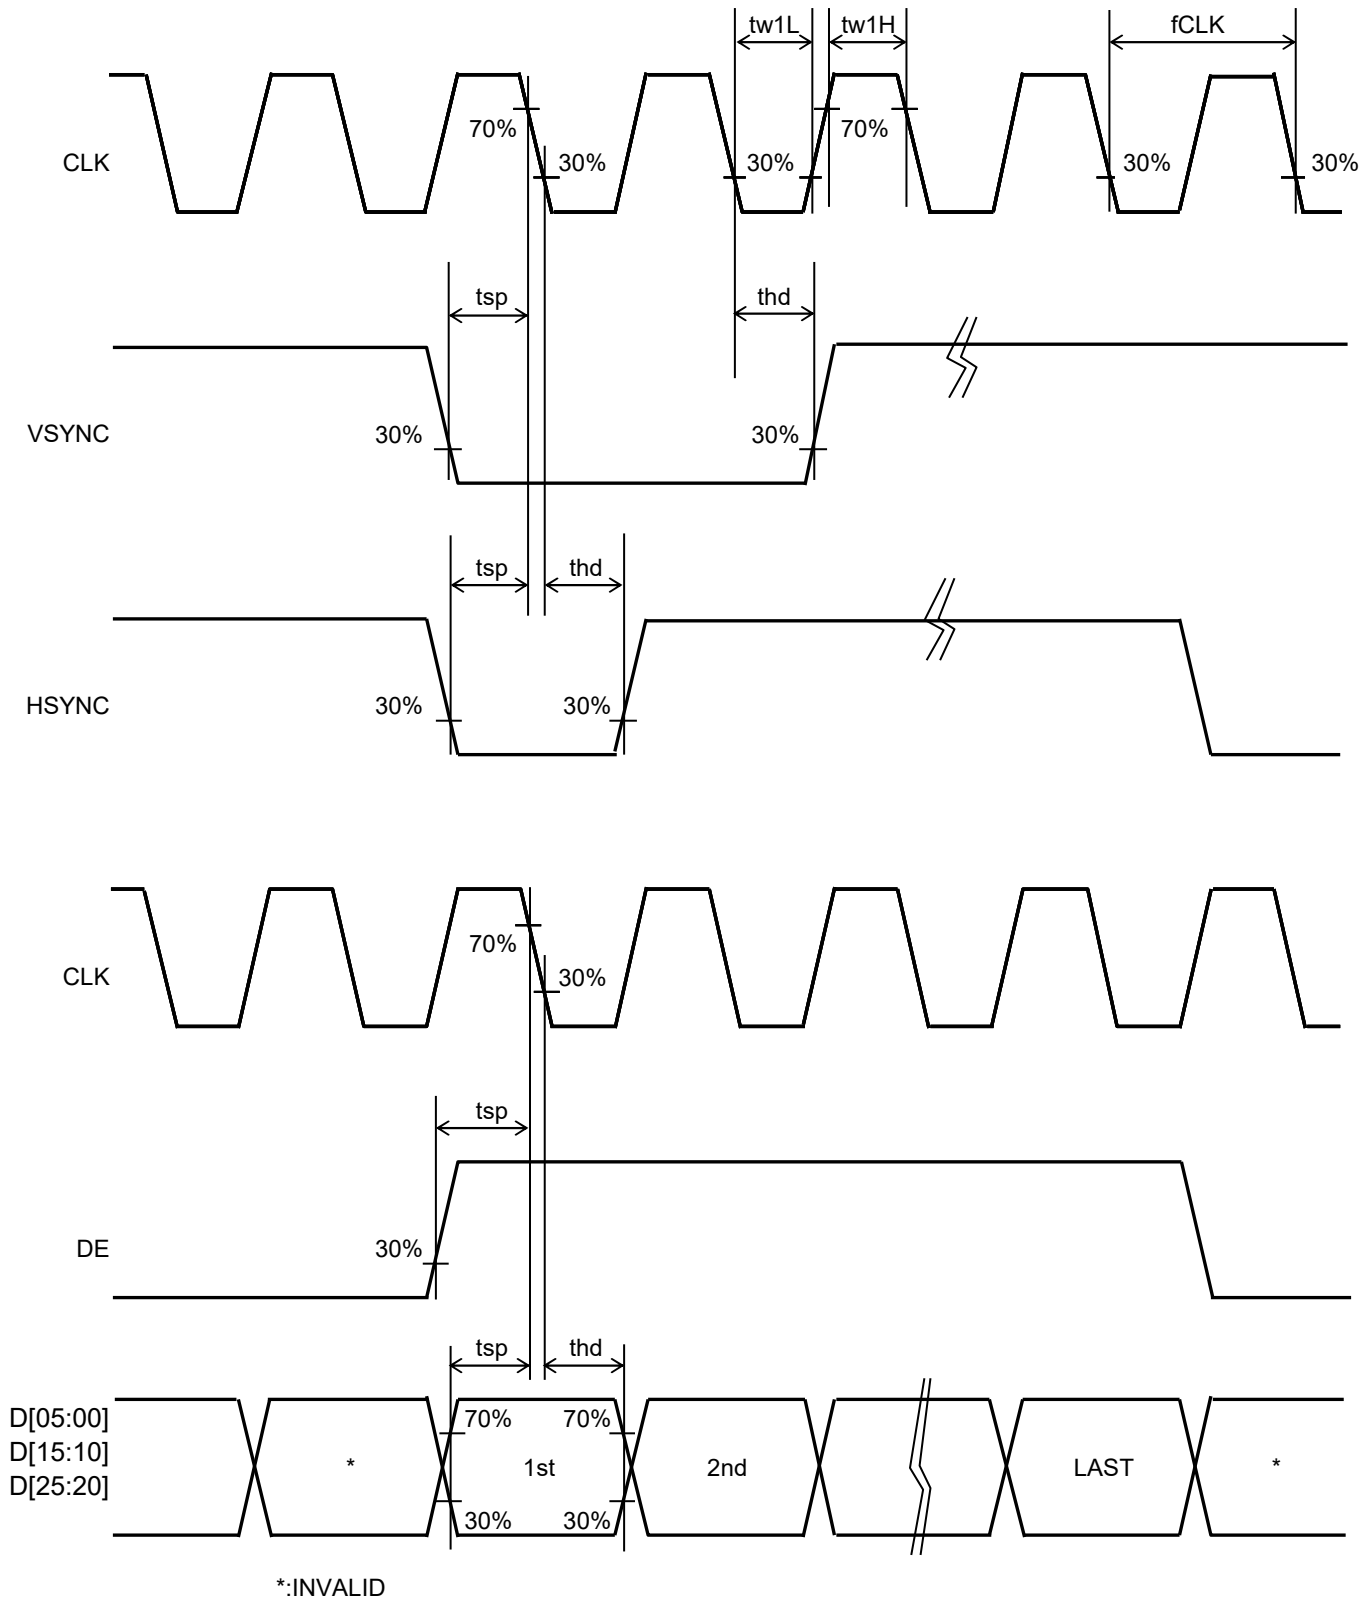 tw1L tw1H fCLK
70% 70%
CLK 30% 30% 30% 30%
tsp thd
VSYNC 30% 30%
tsp thd
HSYNC 30% 30%
70%
CLK 30%
tsp
DE 30%
tsp thd
D[05:00] 70% 70%
D[15:10] * 1st 2nd LAST *
D[25:20]
30% 30%
*:INVALID